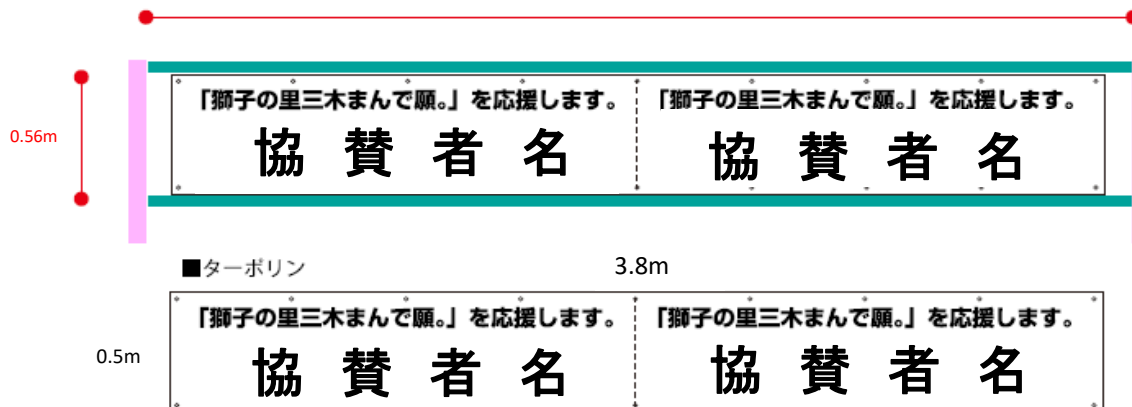 「獅子の里三木まんで願。」を応援します。 「獅子の里三木まんで願。」を応援します。
0.56m
協賛者名 協賛者名
■ターポリン 3.8m
「獅子の里三木まんで願。」を応援します。 「獅子の里三木まんで願。」を応援します。
0.5m
協賛者名 協賛者名